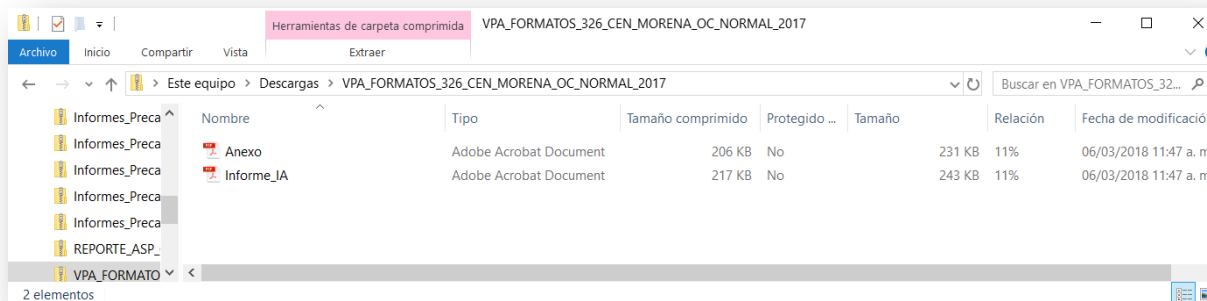 Herramientas de carpeta comprimida VPA_FORMATOS_326_CEN_MORENA_OC_NORMAL_2017
Archivo Inicio Compartir Vista Extraer
Este equipo > Descargas > VPA_FORMATOS_326_CEN_MORENA_OC_NORMAL_2017 Buscar en VPA_FORMATOS_32...
Informes_Preca Nombre Tipo Tamaño comprimido Protegido ... Tamaño Relación Fecha de modificació
Informes_Preca Anexo Adobe Acrobat Document 206 KB No 231 KB 11% 06/03/2018 11:47 a. m
Informes_Preca Informe_IA Adobe Acrobat Document 217 KB No 243 KB 11% 06/03/2018 11:47 a. m
Informes_Preca
Informes_Preca
REPORTE_ASP_
VPA_FORMATO
2 elementos